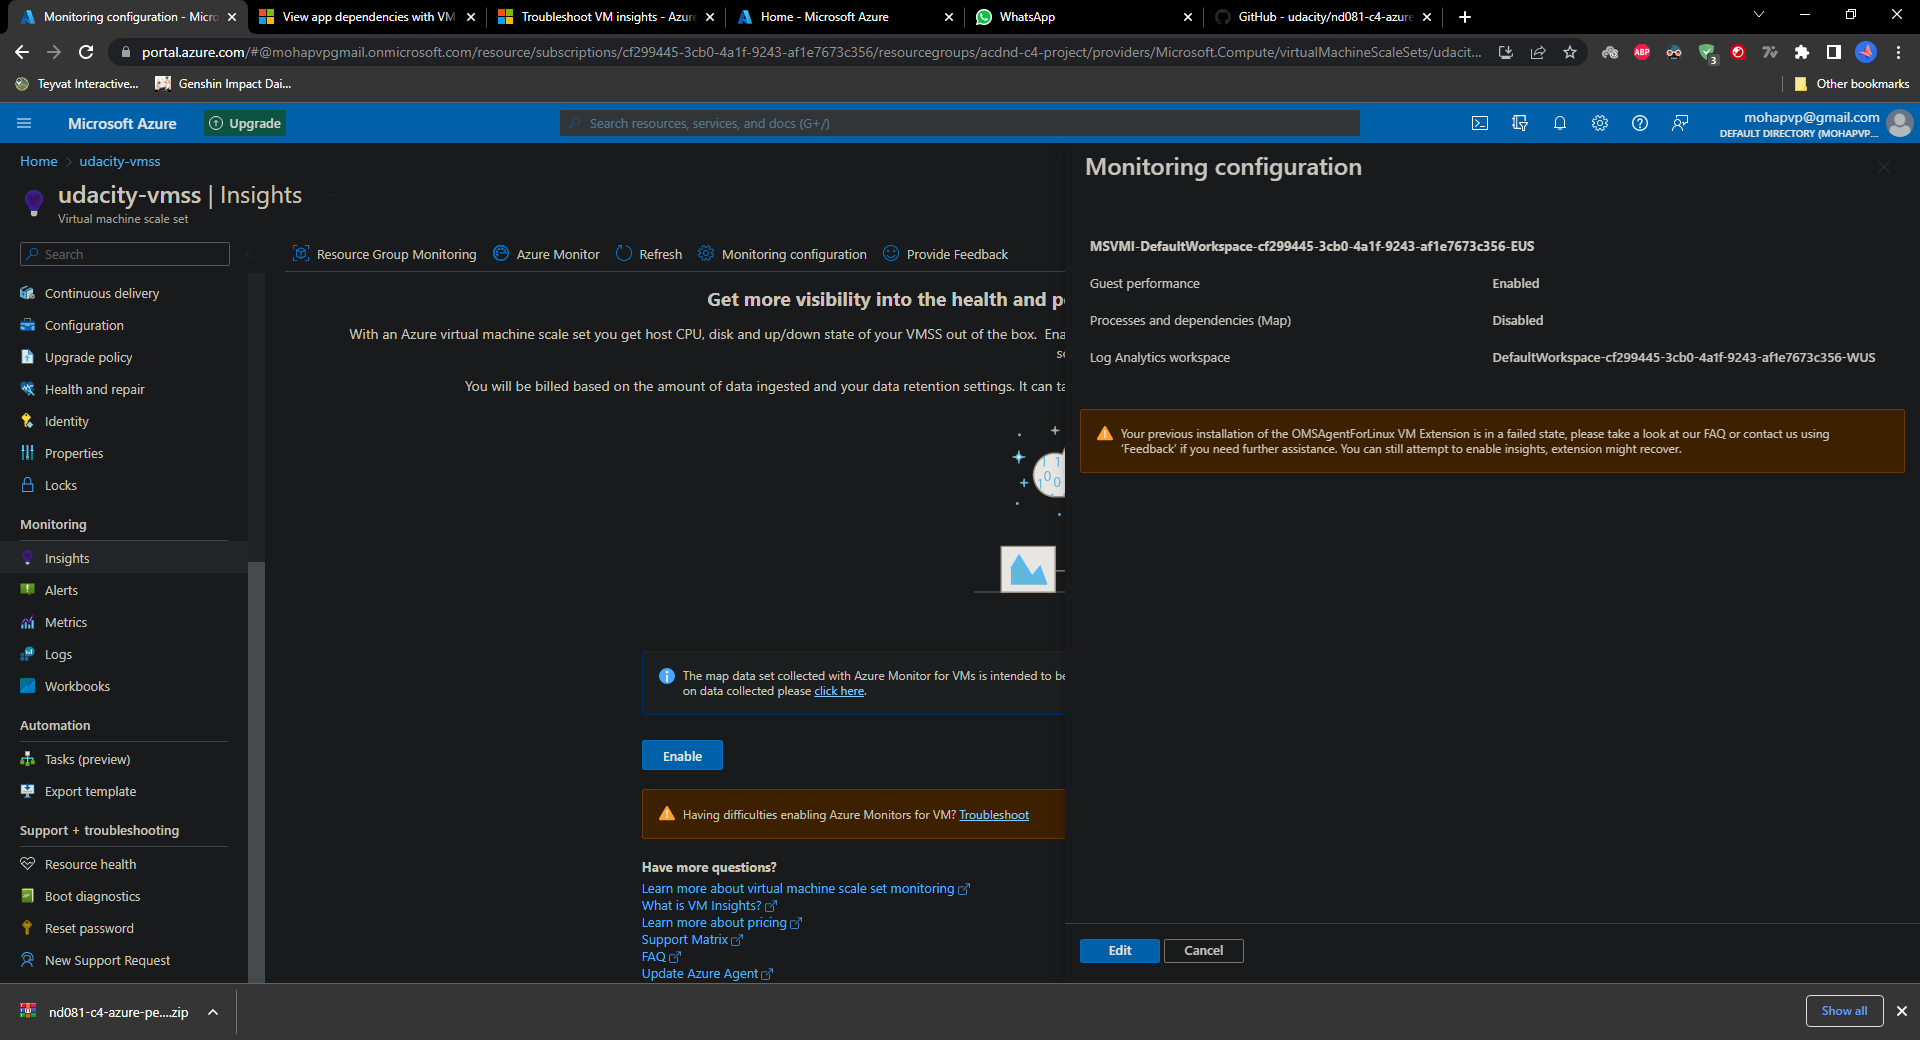 Monitoring configuration - Micro
View app dependencies with VM
Troubleshoot VM insights - Azure
Home - Microsoft Azure
WhatsApp
GitHub - udacity/nd081-c4-azure
portal.azure.com/#@mohapvpgmail.onmicrosoft.com/resource/subscriptions/cf299445-3cb0-4a1f-9243-af1e7673c356/resourcegroups/acdnd-c4-project/providers/Microsoft.Compute/virtualMachineScaleSets/udacit...
ABP
3
Teyvat Interactive...
Genshin Impact Dai...
Other bookmarks
Microsoft Azure
Upgrade
Search resources, services, and docs (G+/)
mohapvp@gmail.com
DEFAULT DIRECTORY (MOHAPVP...
Home > udacity-vmss
udacity-vmss | Insights
...
Virtual machine scale set
Search
Continuous delivery
Configuration
Upgrade policy
Health and repair
Identity
Properties
Locks
Monitoring
Insights
Alerts
Metrics
Logs
Workbooks
Automation
Tasks (preview)
Export template
Support + troubleshooting
Resource health
Boot diagnostics
Reset password
New Support Request
Resource Group Monitoring
Azure Monitor
Refresh
Monitoring configuration
Provide Feedback
Get more visibility into the health and p
With an Azure virtual machine scale set you get host CPU, disk and up/down state of your VMSS out of the box. Ena
You will be billed based on the amount of data ingested and your data retention settings. It can ta
The map data set collected with Azure Monitor for VMs is intended to be
on data collected please click here.
Enable
Having difficulties enabling Azure Monitors for VM? Troubleshoot
Have more questions?
Learn more about virtual machine scale set monitoring
What is VM Insights?
Learn more about pricing
Support Matrix
FAQ
Update Azure Agent
Monitoring configuration
MSVMI-DefaultWorkspace-cf299445-3cb0-4a1f-9243-af1e7673c356-EUS
Guest performance Enabled
Processes and dependencies (Map) Disabled
Log Analytics workspace DefaultWorkspace-cf299445-3cb0-4a1f-9243-af1e7673c356-WUS
Your previous installation of the OMSAgentForLinux VM Extension is in a failed state, please take a look at our FAQ or contact us using
'Feedback' if you need further assistance. You can still attempt to enable insights, extension might recover.
Edit
Cancel
nd081-c4-azure-pe....zip
Show all